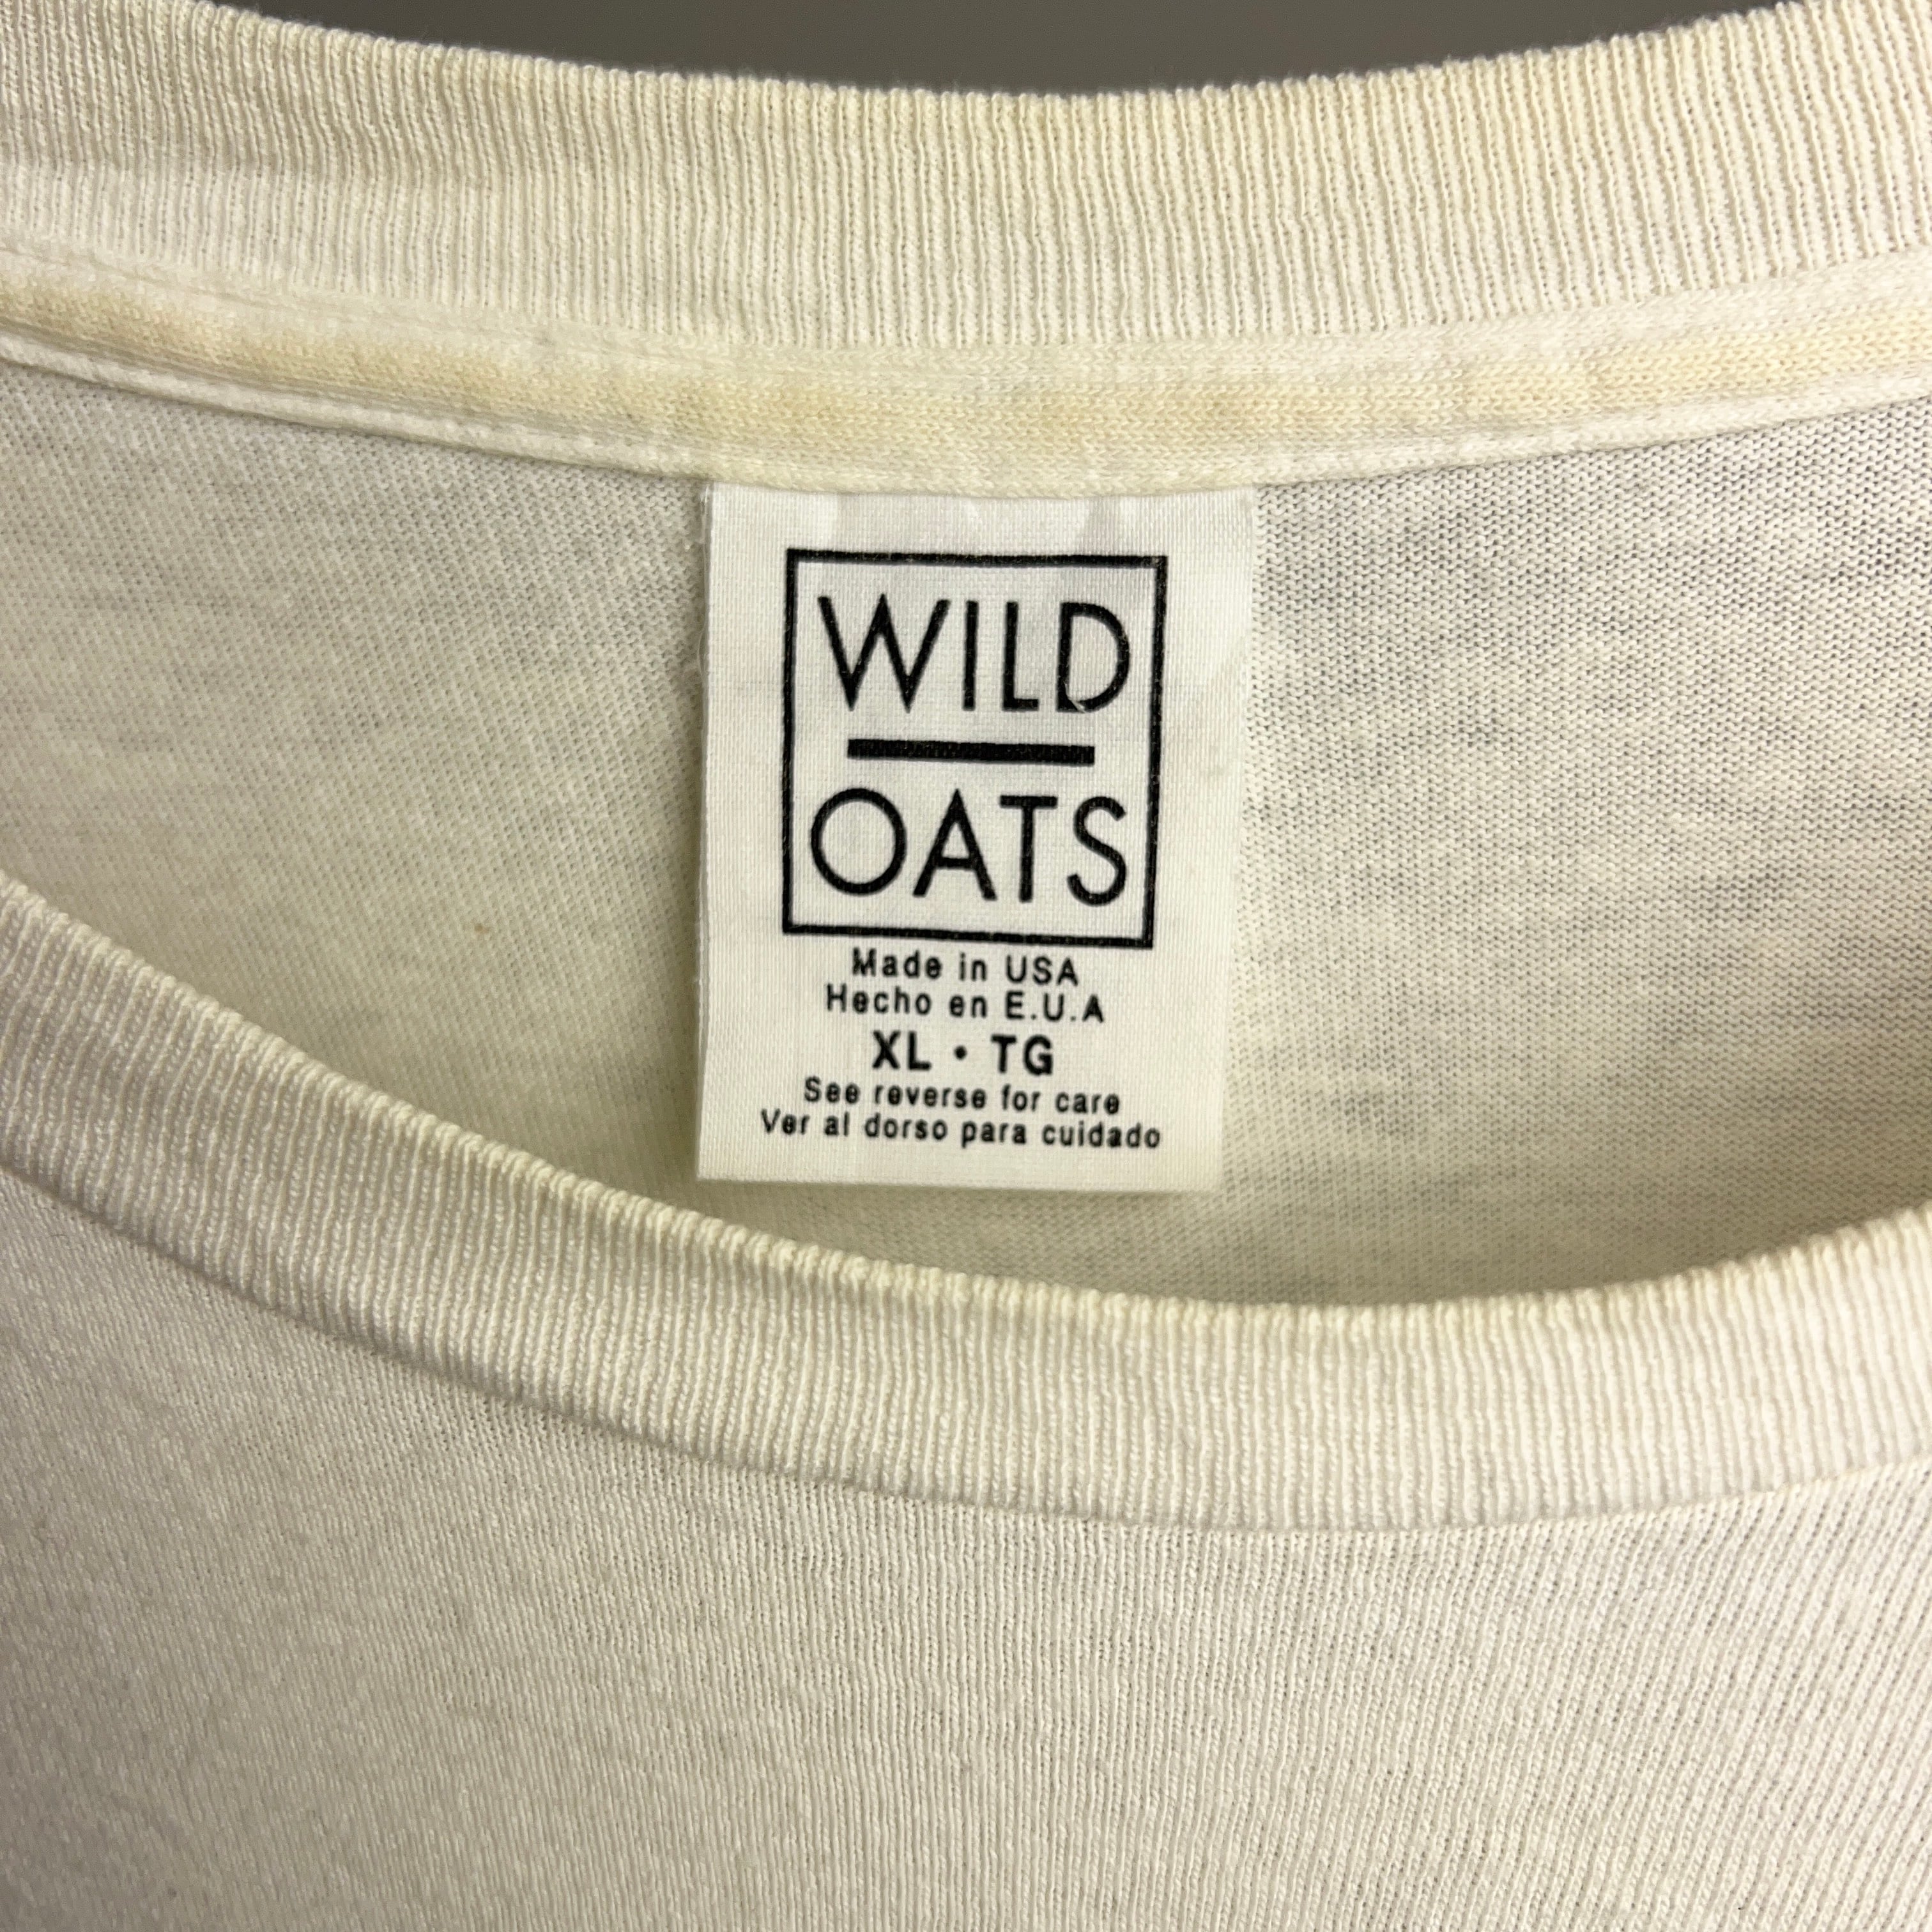 WILD
OATS
Made in USA
Hecho en E.U.A
XL • TG
See reverse for care
Ver al dorso para cuidado